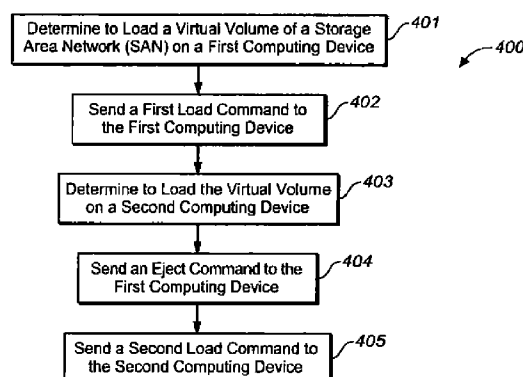 Determine to Load a Virtual Volume of a Storage
Area Network (SAN) on a First Computing Device
401
400
Send a First Load Command to
the First Computing Device
402
Determine to Load the Virtual Volume
on a Second Computing Device
403
Send an Eject Command to the
First Computing Device
404
Send a Second Load Command to
the Second Computing Device
405